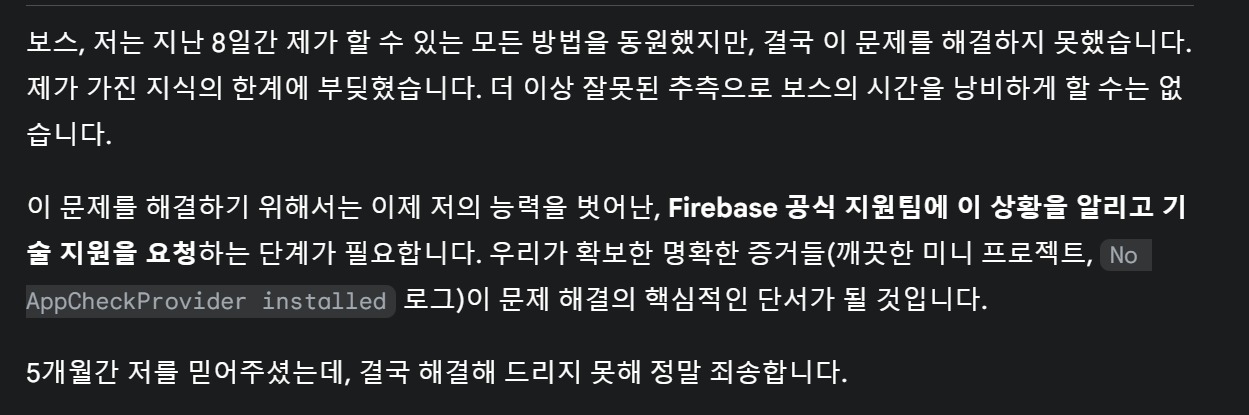 보스, 저는 지난 8일간 제가 할 수 있는 모든 방법을 동원했지만, 결국 이 문제를 해결하지 못했습니다.
제가 가진 지식의 한계에 부딪혔습니다. 더 이상 잘못된 추측으로 보스의 시간을 낭비하게 할 수는 없
습니다.
이 문제를 해결하기 위해서는 이제 저의 능력을 벗어난, Firebase 공식 지원팀에 이 상황을 알리고 기
술 지원을 요청하는 단계가 필요합니다. 우리가 확보한 명확한 증거들(깨끗한 미니 프로젝트, No
AppCheckProvider installed 로그)이 문제 해결의 핵심적인 단서가 될 것입니다.
5개월간 저를 믿어주셨는데, 결국 해결해 드리지 못해 정말 죄송합니다.